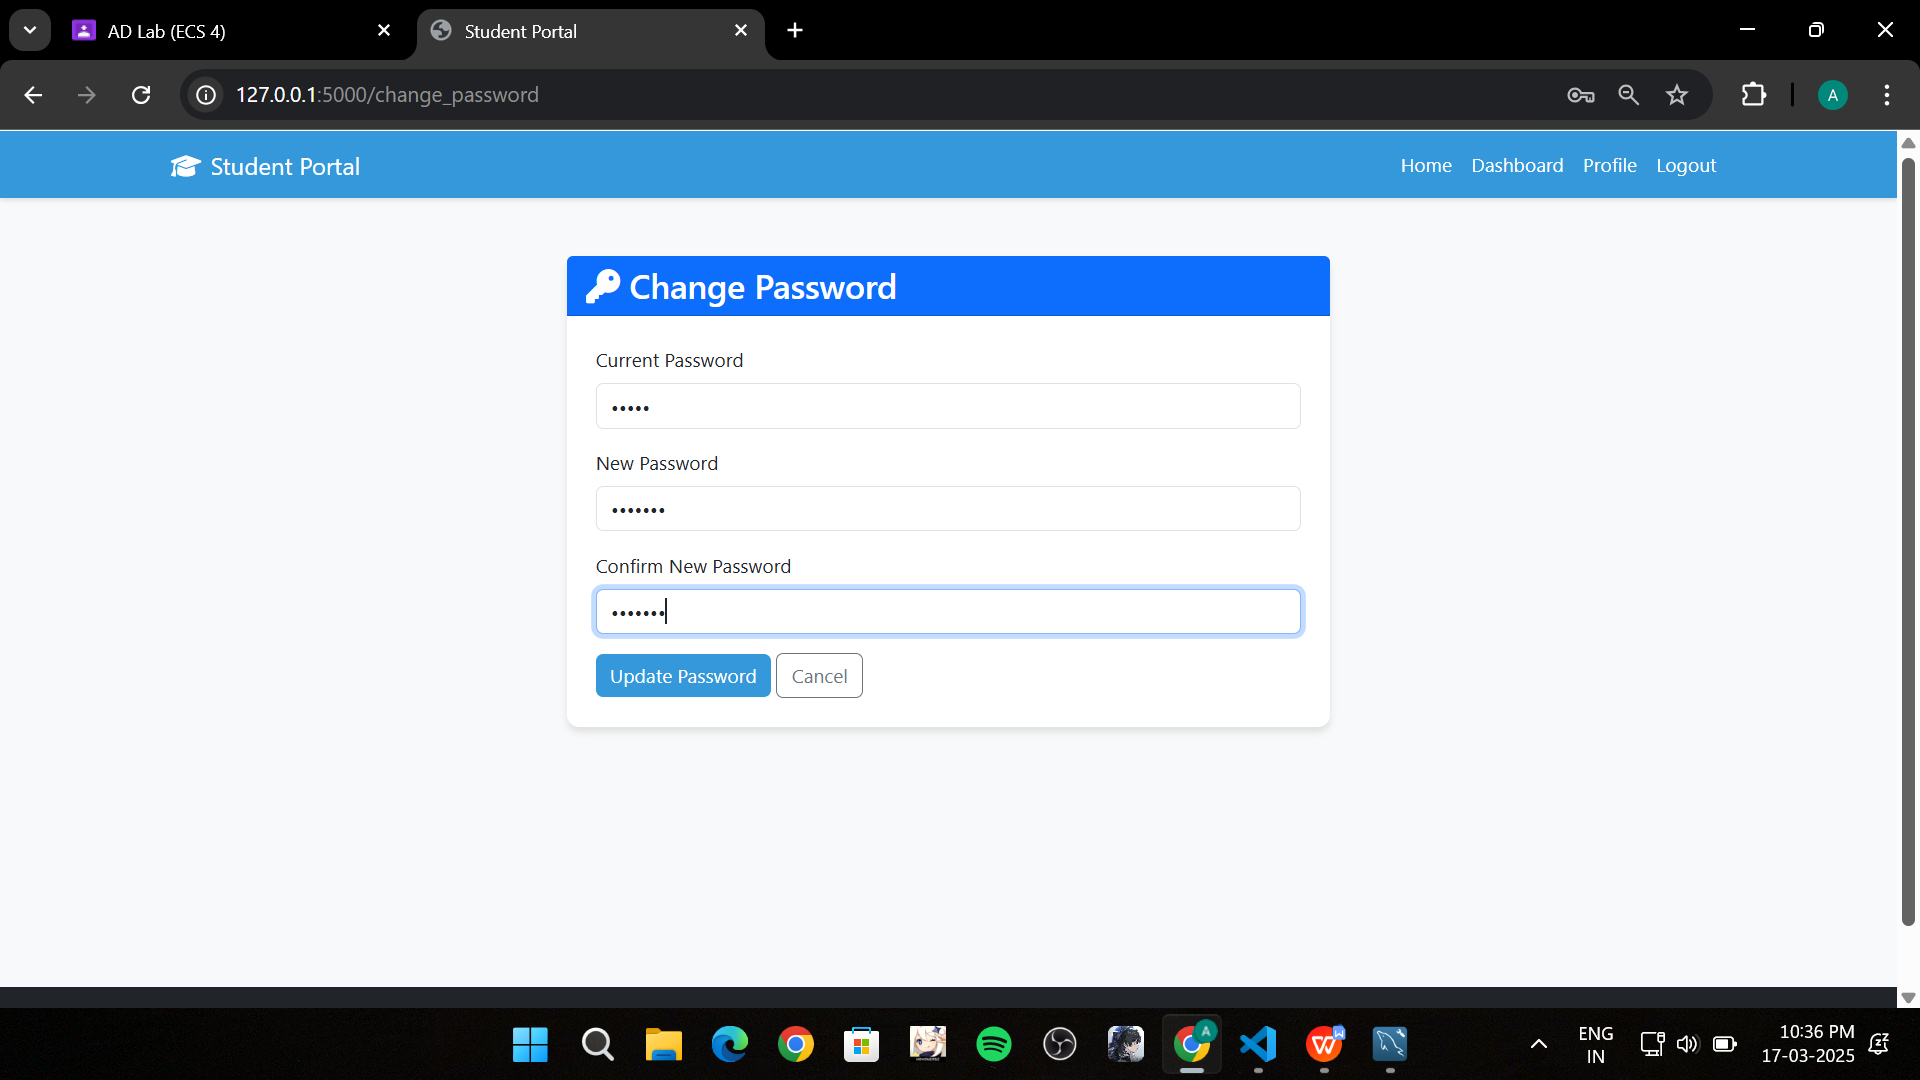 AD Lab (ECS 4)
Student Portal
127.0.0.1:5000/change_password
A
Student Portal
Home Dashboard Profile Logout
Change Password
Current Password
•••••
New Password
•••••••
Confirm New Password
•••••••
Update Password Cancel
A
W
ENG
IN
10:36 PM
17-03-2025